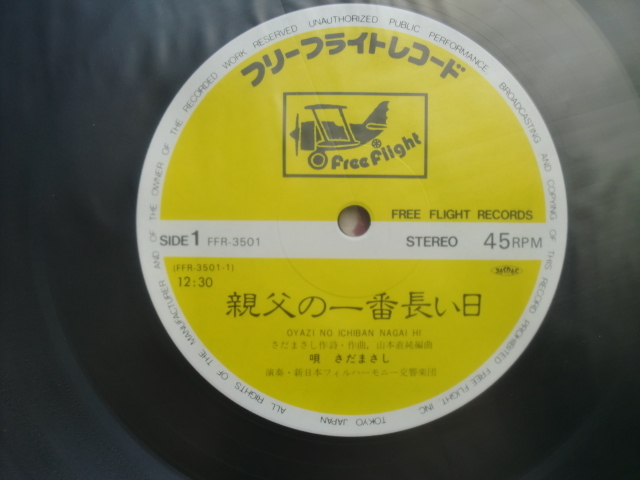 ALL RIGHTS OF THE MANUFACTURER AND OF THE OWNER OF THE RECORDED WORK RESERVED UNAUTHORIZED PUBLIC PERFORMANCE BROADCASTING AND COPYING OF THIS RECORD PROHIBITED FREE FLIGHT INC. TOKYO JAPAN
フリーフライトレコード
Free Flight
FREE FLIGHT RECORDS
SIDE 1 FFR-3501
STEREO 45RPM
(FFR-3501-1)
12:30
親父の一番長い日
OYAZI NO ICHIBAN NAGAI HI
さだまさし作詩・作曲, 山本直純編曲
唄 さだまさし
演奏・新日本フィルハーモニー交響楽団